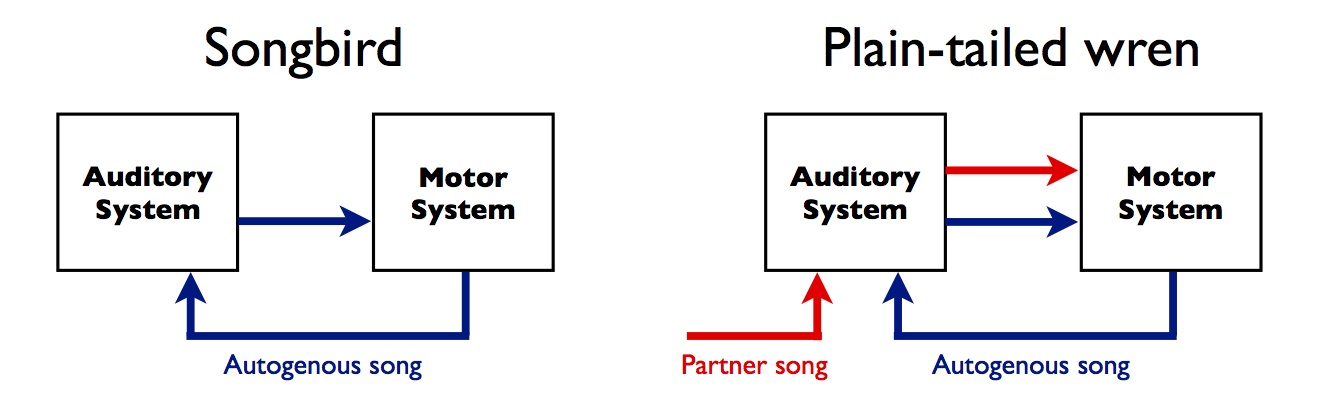 Songbird
Plain-tailed wren
Auditory
System
Motor
System
Auditory
System
Motor
System
Autogenous song
Partner song
Autogenous song